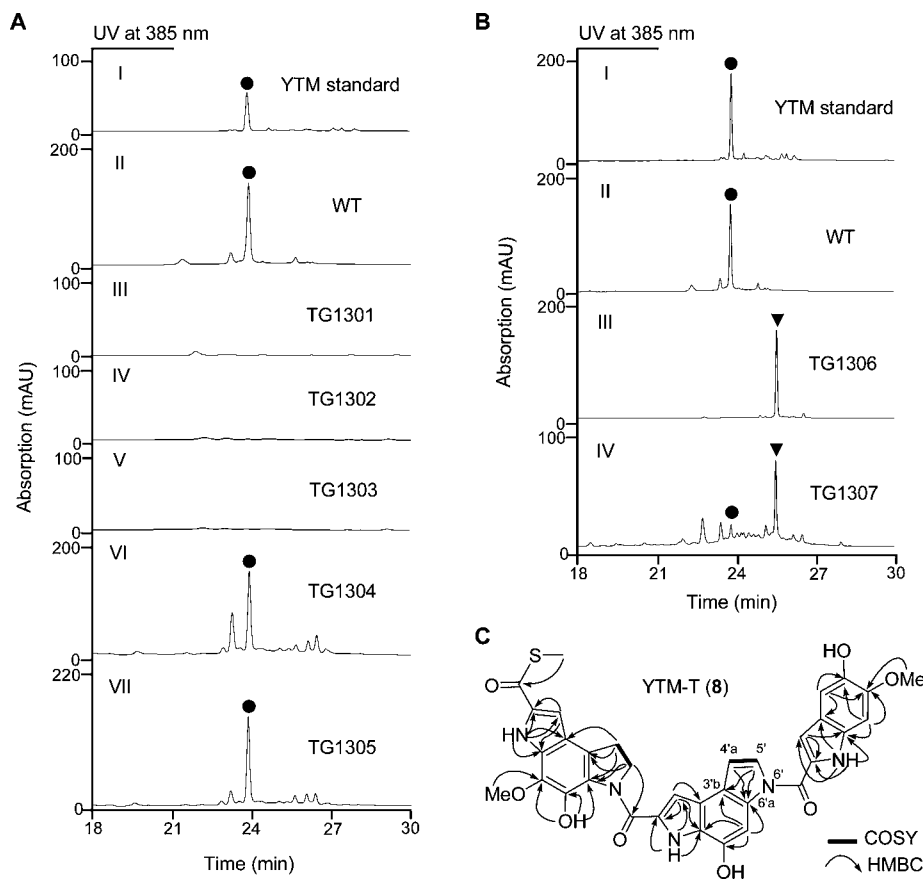 A
UV at 385 nm
100
I
YTM standard
0
200
II
WT
0
100
III
TG1301
0
100
IV
TG1302
0
100
V
TG1303
0
200
VI
TG1304
0
220
VII
TG1305
0
18 21 24 27 30
Time (min)
Absorption (mAU)
B
UV at 385 nm
200
I
YTM standard
0
200
II
WT
0
200
III
TG1306
0
100
IV
TG1307
0
18 21 24 27 30
Time (min)
Absorption (mAU)
C
YTM-T (8)
S
O
HN
MeO
OH
N
O
N
H
OH
4'a
5'
3'b
6'
N
6'a
O
HO
OMe
NH
COSY
HMBC